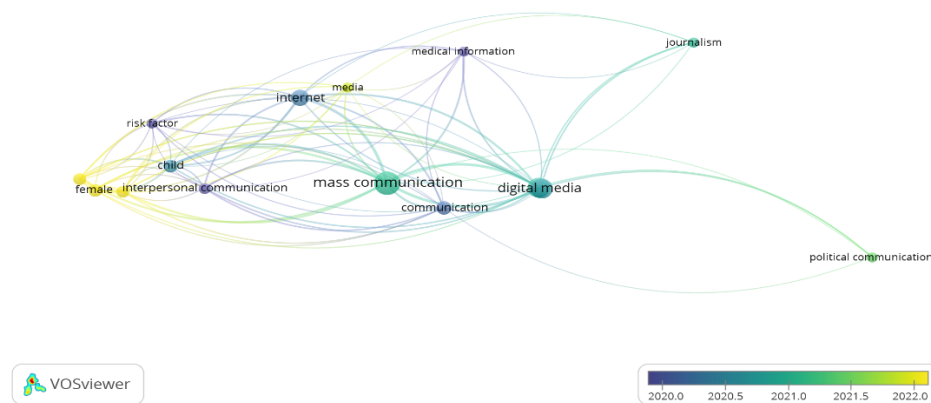 journalism
medical information
media
internet
risk factor
child
female
interpersonal communication
mass communication
digital media
communication
political communication
VOSviewer
2020.0 2020.5 2021.0 2021.5 2022.0